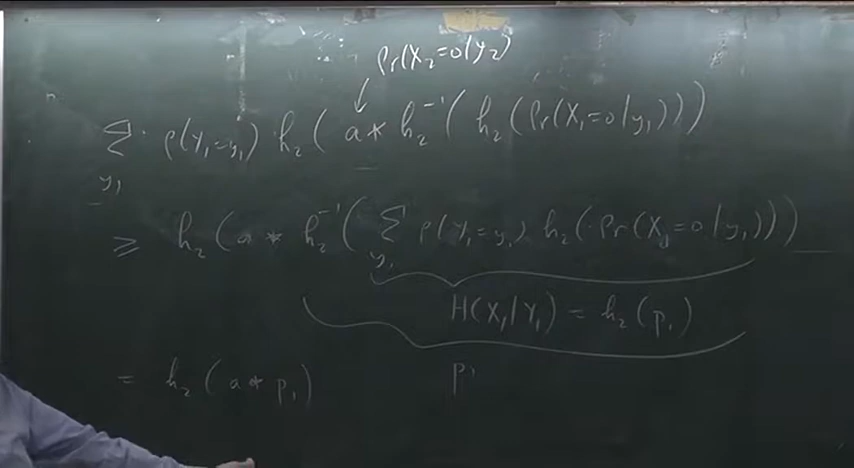 Pr(X₂=0|y₂)
↓
Σ p(Y₁=y₁) h₂(a * h₂⁻¹(h₂(Pr(X₁=0|y₁))))
y₁
≥ h₂(a * h₂⁻¹(Σ p(Y₁=y₁) h₂(Pr(X₁=0|y₁))))
y₁
H(X₁|Y₁) = h₂(p₁)
= h₂(a * p₁) p₁